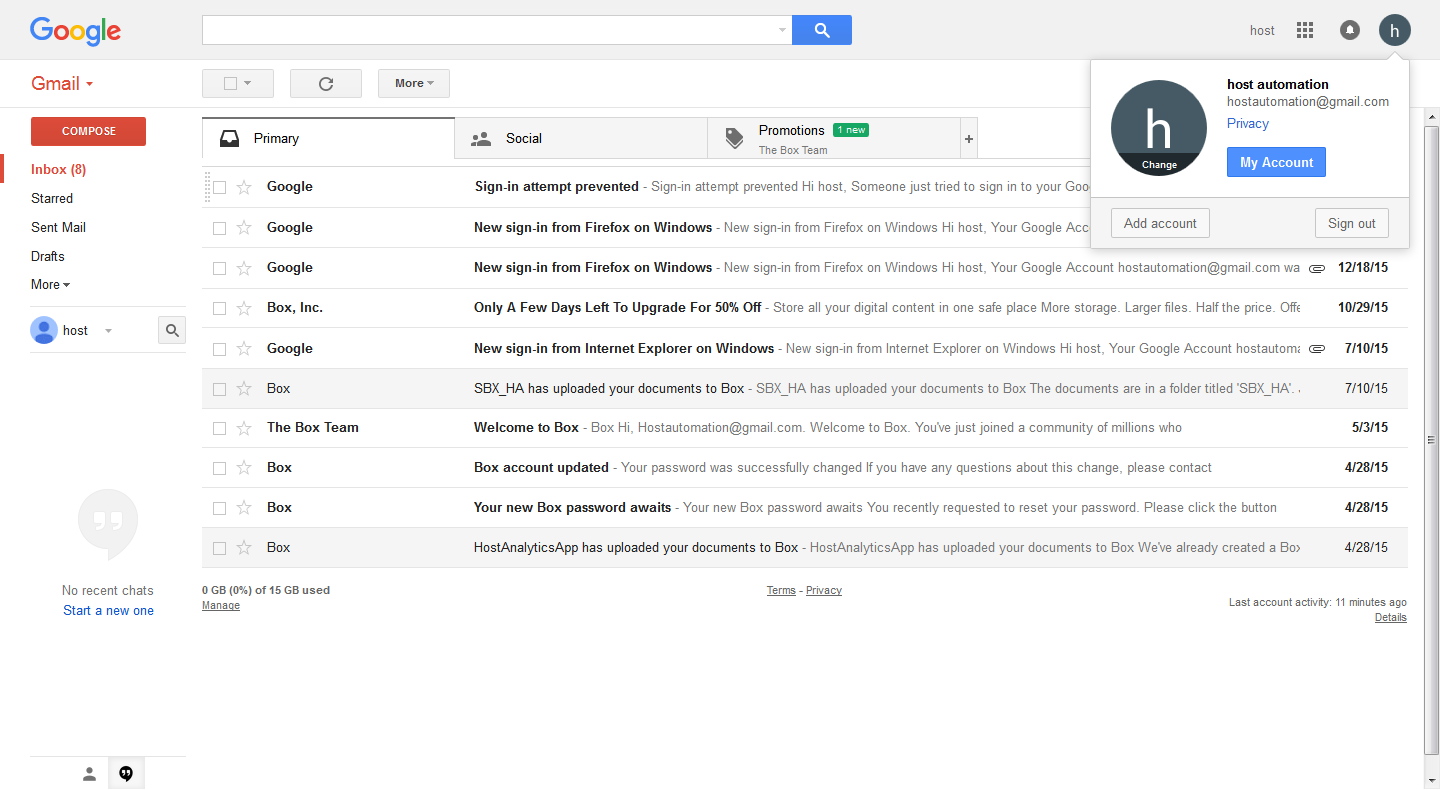 Google
host
h
Gmail
More
COMPOSE
Inbox (8)
Starred
Sent Mail
Drafts
More
host
No recent chats
Start a new one
Primary
Social
Promotions 1 new
The Box Team
+
host automation
hostautomation@gmail.com
Privacy
My Account
h
Change
Add account
Sign out
Google Sign-in attempt prevented - Sign-in attempt prevented Hi host, Someone just tried to sign in to your Goo
Google New sign-in from Firefox on Windows - New sign-in from Firefox on Windows Hi host, Your Google Acc
Google New sign-in from Firefox on Windows - New sign-in from Firefox on Windows Hi host, Your Google Account hostautomation@gmail.com wa 12/18/15
Box, Inc. Only A Few Days Left To Upgrade For 50% Off - Store all your digital content in one safe place More storage. Larger files. Half the price. Offe 10/29/15
Google New sign-in from Internet Explorer on Windows - New sign-in from Internet Explorer on Windows Hi host, Your Google Account hostautoma 7/10/15
Box SBX_HA has uploaded your documents to Box - SBX_HA has uploaded your documents to Box The documents are in a folder titled 'SBX_HA'. 7/10/15
The Box Team Welcome to Box - Box Hi, Hostautomation@gmail.com. Welcome to Box. You've just joined a community of millions who 5/3/15
Box Box account updated - Your password was successfully changed If you have any questions about this change, please contact 4/28/15
Box Your new Box password awaits - Your new Box password awaits You recently requested to reset your password. Please click the button 4/28/15
Box HostAnalyticsApp has uploaded your documents to Box - HostAnalyticsApp has uploaded your documents to Box We've already created a Box 4/28/15
0 GB (0%) of 15 GB used
Manage
Terms - Privacy
Last account activity: 11 minutes ago
Details